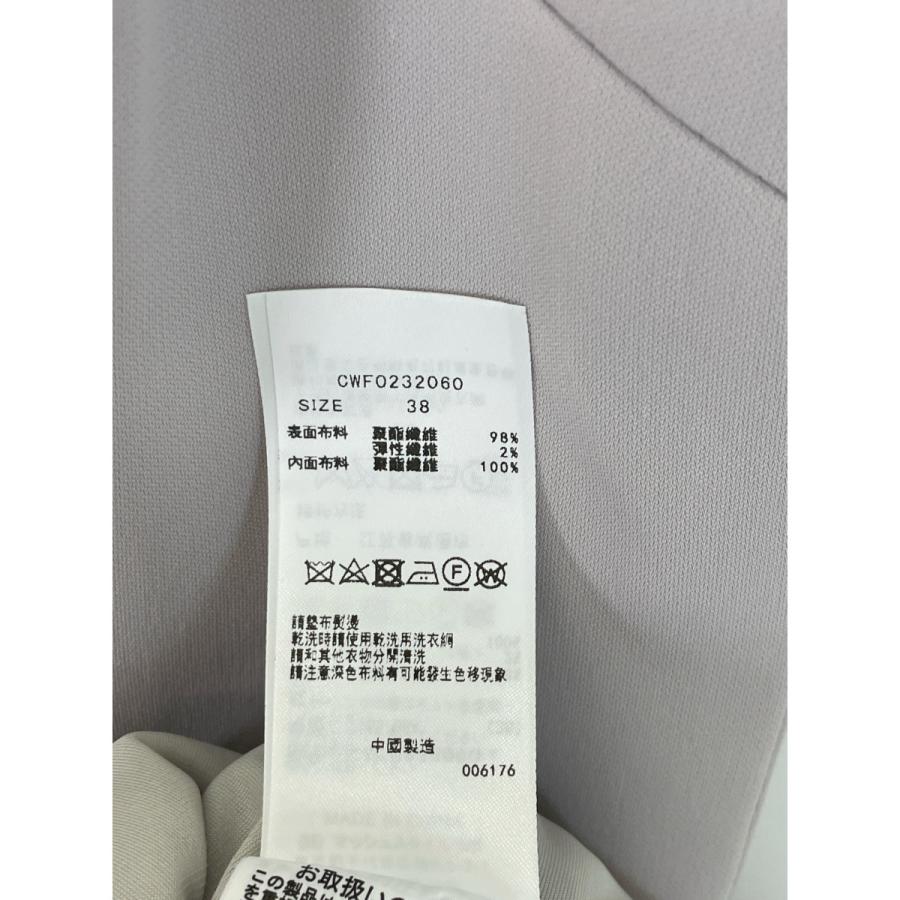 CWF0232060
SIZE 38
表面布料 聚酯纖維 98%
彈性纖維 2%
內面布料 聚酯纖維 100%
F W
請墊布熨燙
乾洗時請使用乾洗用洗衣網
請和其他衣物分開清洗
請注意深色布料有可能發生色移現象
中國製造
006176
お取扱い
この製品は